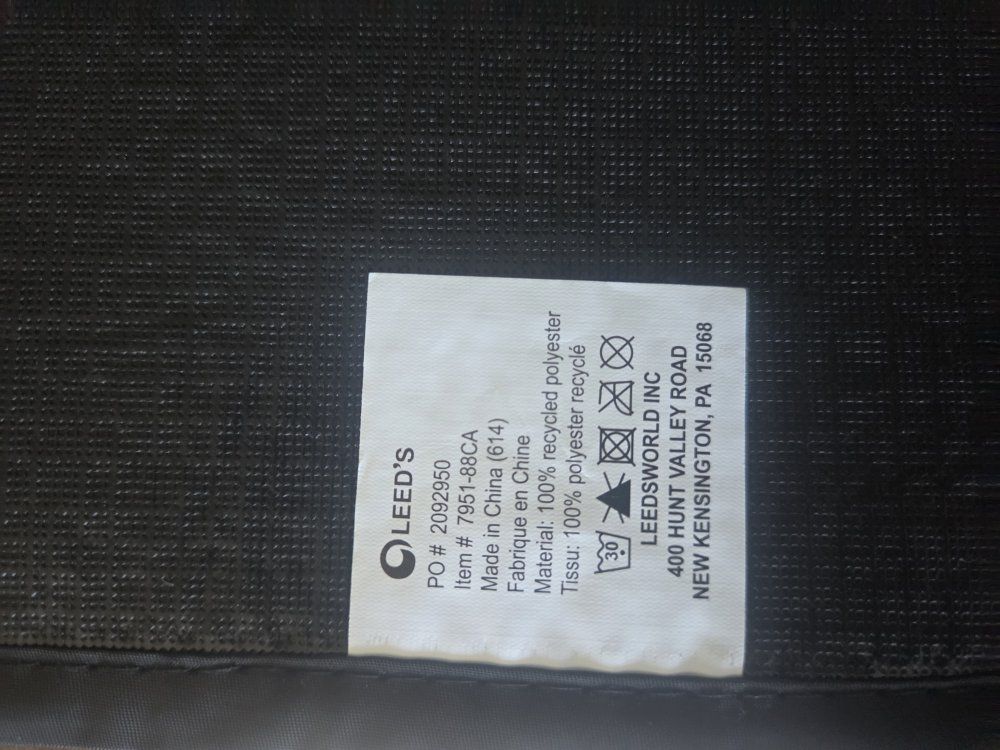 LEED'S
PO # 2092950
Item # 7951-88CA
Made in China (614)
Fabrique en Chine
Material: 100% recycled polyester
Tissu: 100% polyester recyclé
30
LEEDSWORLD INC
400 HUNT VALLEY ROAD
NEW KENSINGTON, PA 15068